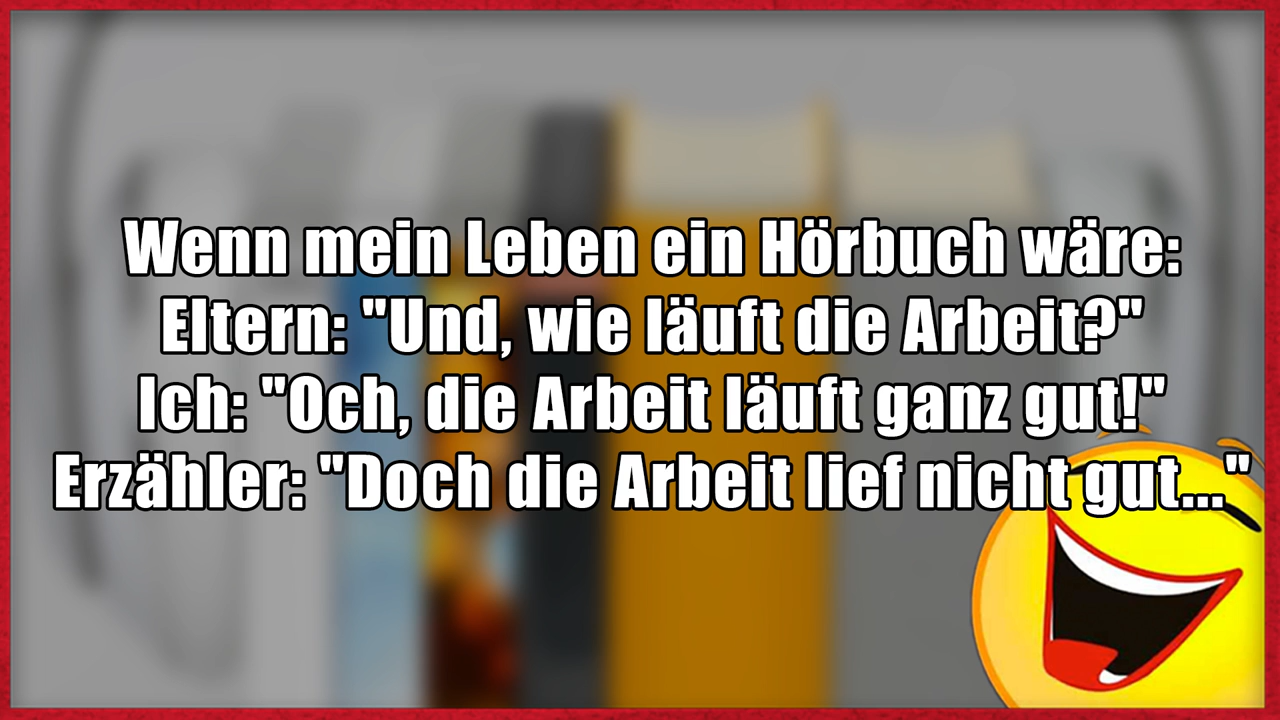 Wenn mein Leben ein Hörbuch wäre:
Eltern: "Und, wie läuft die Arbeit?"
Ich: "Och, die Arbeit läuft ganz gut!"
Erzähler: "Doch die Arbeit lief nicht gut..."